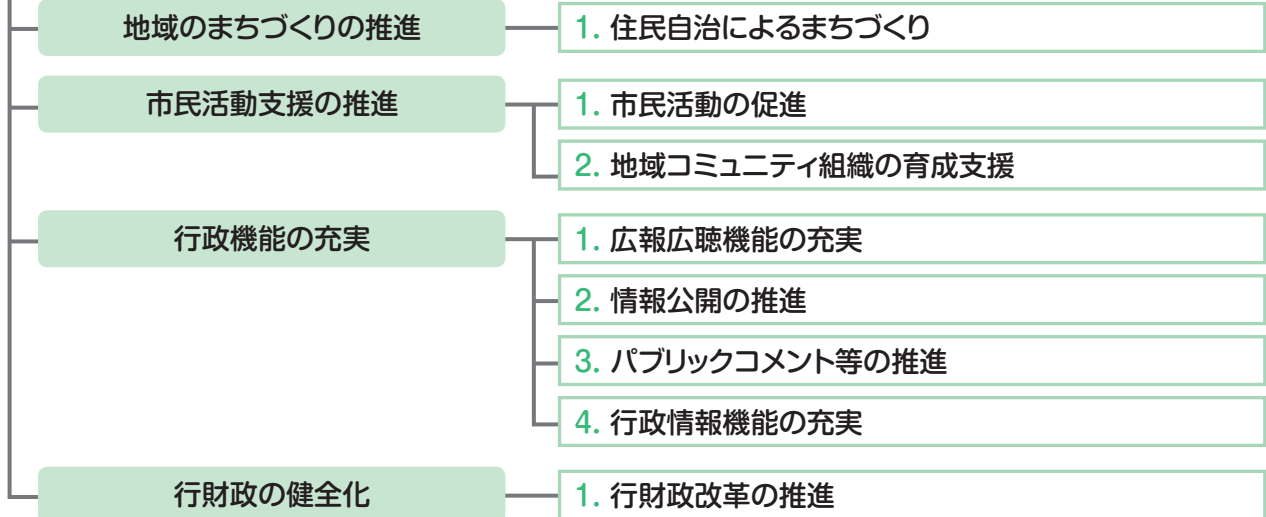 地域のまちづくりの推進
1. 住民自治によるまちづくり
市民活動支援の推進
1. 市民活動の促進
2. 地域コミュニティ組織の育成支援
行政機能の充実
1. 広報広聴機能の充実
2. 情報公開の推進
3. パブリックコメント等の推進
4. 行政情報機能の充実
行財政の健全化
1. 行財政改革の推進